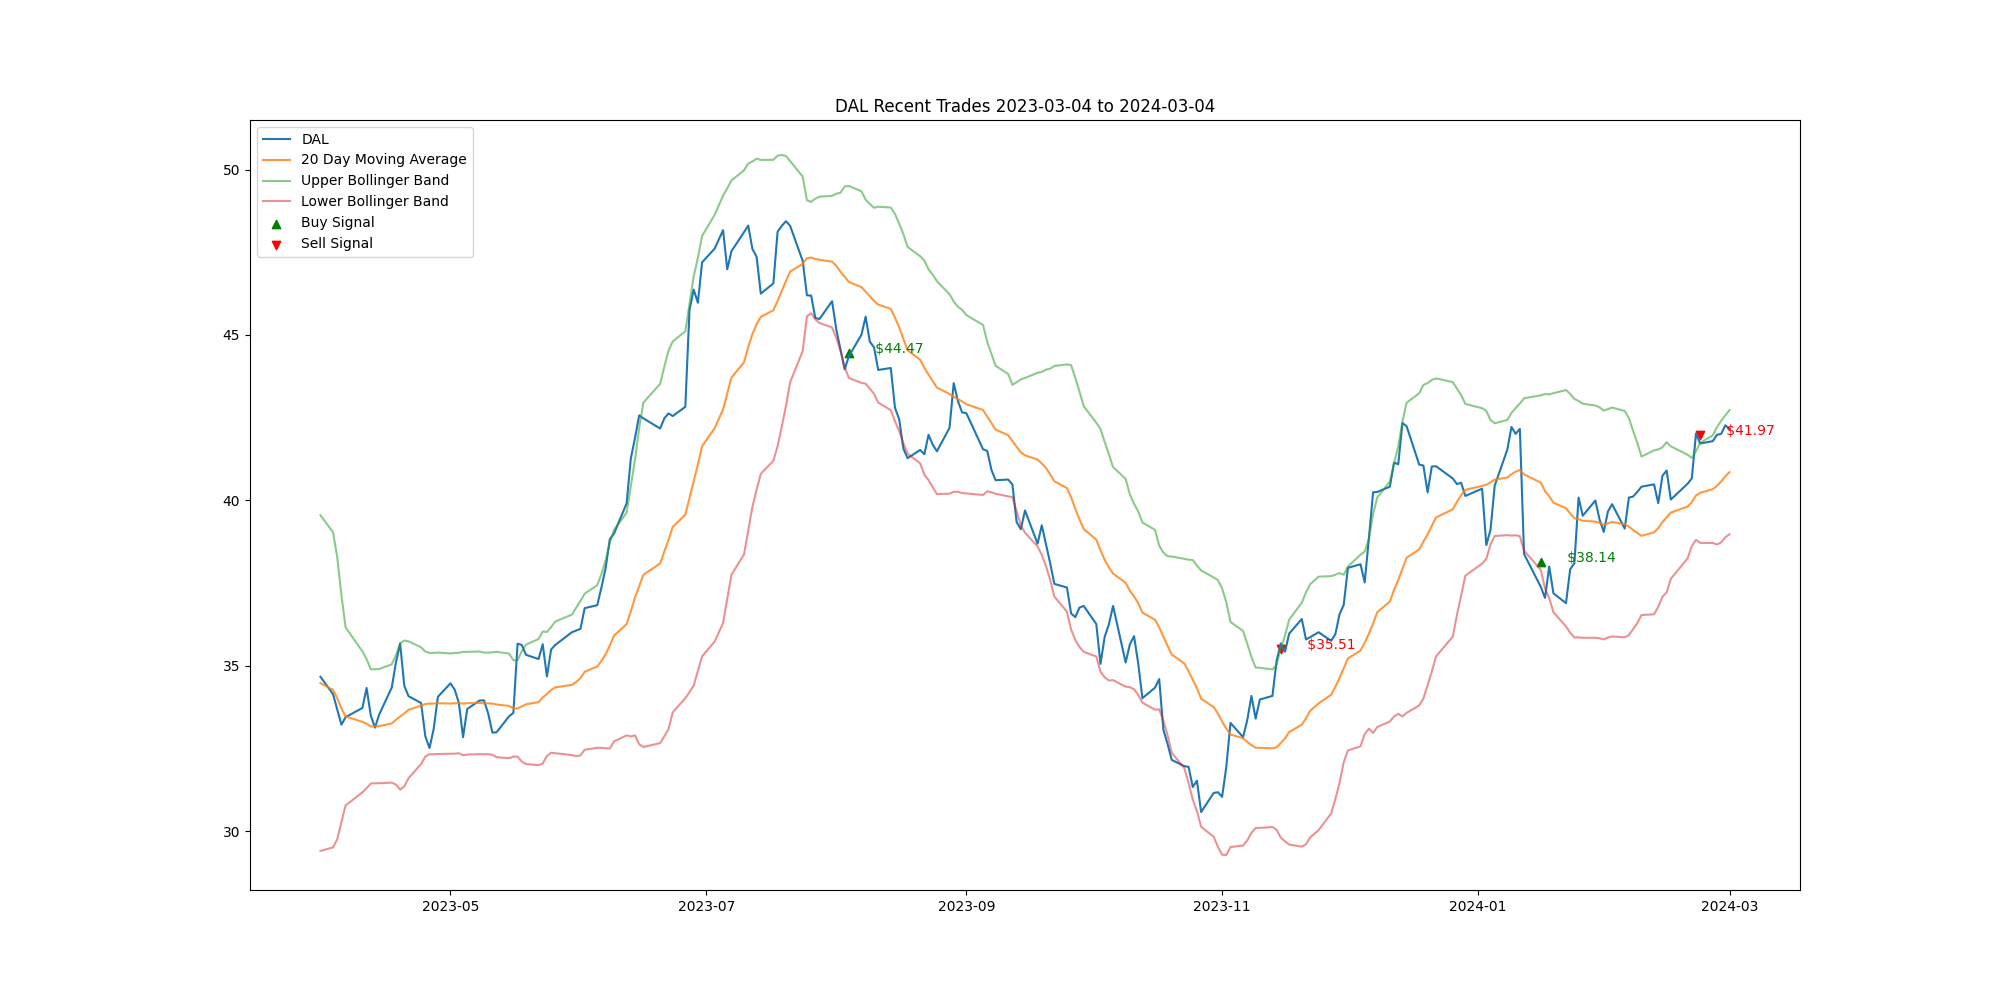 DAL Recent Trades 2023-03-04 to 2024-03-04
DAL
20 Day Moving Average
Upper Bollinger Band
Lower Bollinger Band
Buy Signal
Sell Signal
50
45
40
35
30
$44.47
$41.97
$38.14
$35.51
2023-05
2023-07
2023-09
2023-11
2024-01
2024-03